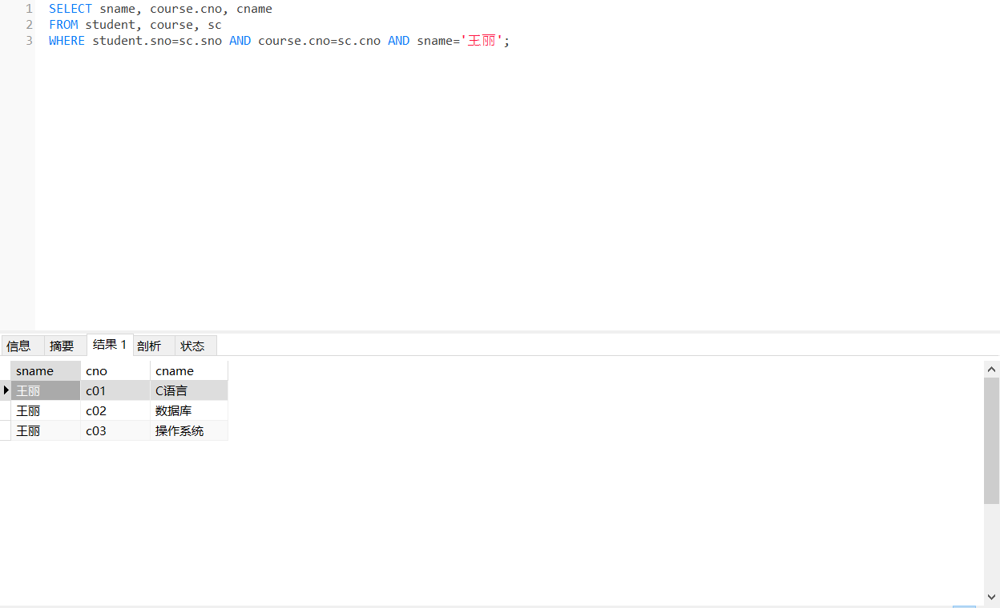 1 SELECT sname, course.cno, cname
2 FROM student, course, sc
3 WHERE student.sno=sc.sno AND course.cno=sc.cno AND sname='王丽';
信息 摘要 结果 1 剖析 状态
sname cno cname
王丽 c01 C语言
王丽 c02 数据库
王丽 c03 操作系统